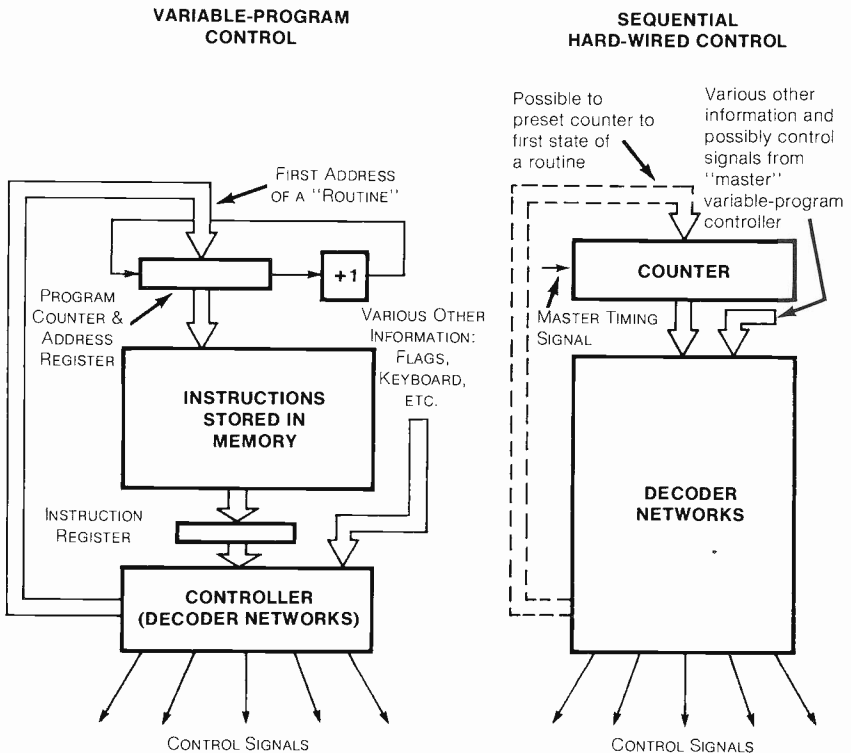 VARIABLE-PROGRAM
CONTROL
FIRST ADDRESS
OF A "ROUTINE"
+1
PROGRAM
COUNTER &
ADDRESS
REGISTER
VARIOUS OTHER
INFORMATION:
FLAGS,
KEYBOARD,
ETC.
INSTRUCTIONS
STORED IN
MEMORY
INSTRUCTION
REGISTER
CONTROLLER
(DECODER NETWORKS)
CONTROL SIGNALS
SEQUENTIAL
HARD-WIRED CONTROL
Possible to
preset counter to
first state of
a routine
Various other
information and
possibly control
signals from
"master"
variable-program
controller
COUNTER
MASTER TIMING
SIGNAL
DECODER
NETWORKS
CONTROL SIGNALS